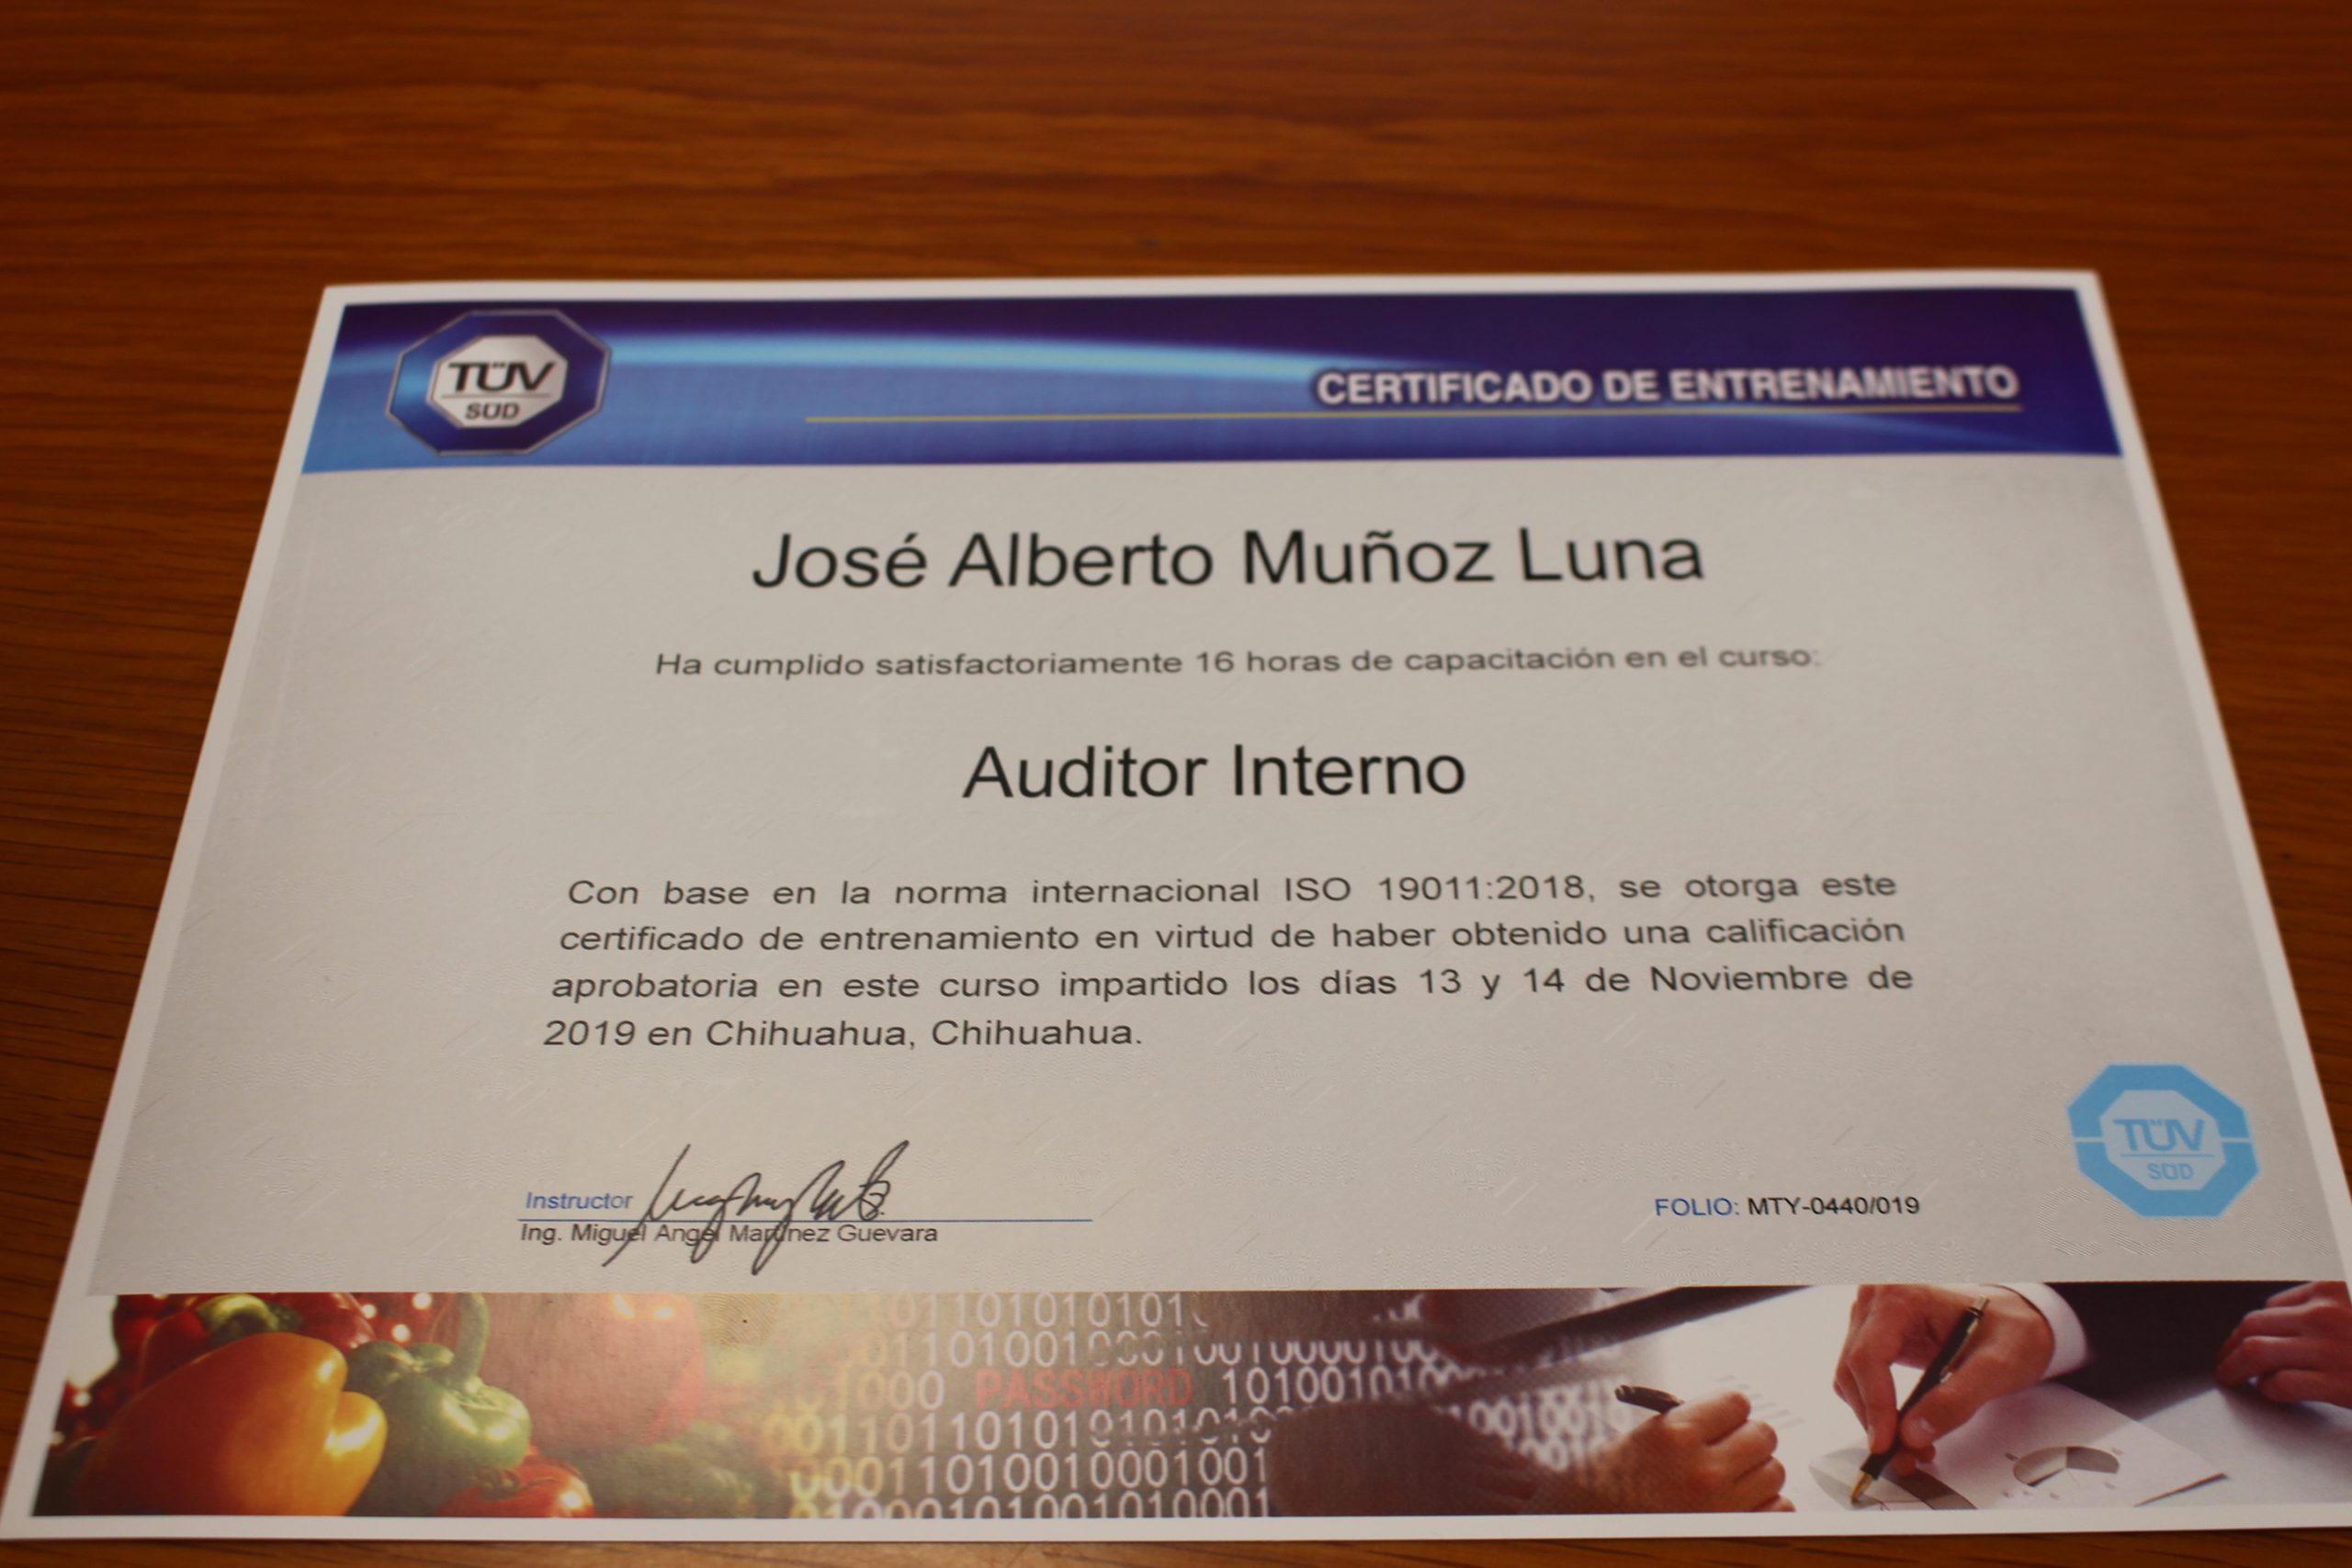 TÜV
SÜD
CERTIFICADO DE ENTRENAMIENTO
José Alberto Muñoz Luna
Ha cumplido satisfactoriamente 16 horas de capacitación en el curso:
Auditor Interno
Con base en la norma internacional ISO 19011:2018, se otorga este
certificado de entrenamiento en virtud de haber obtenido una calificación
aprobatoria en este curso impartido los días 13 y 14 de Noviembre de
2019 en Chihuahua, Chihuahua.
TÜV
SÜD
Instructor
Ing. Miguel Angel Martinez Guevara
FOLIO: MTY-0440/019
PASSWORD